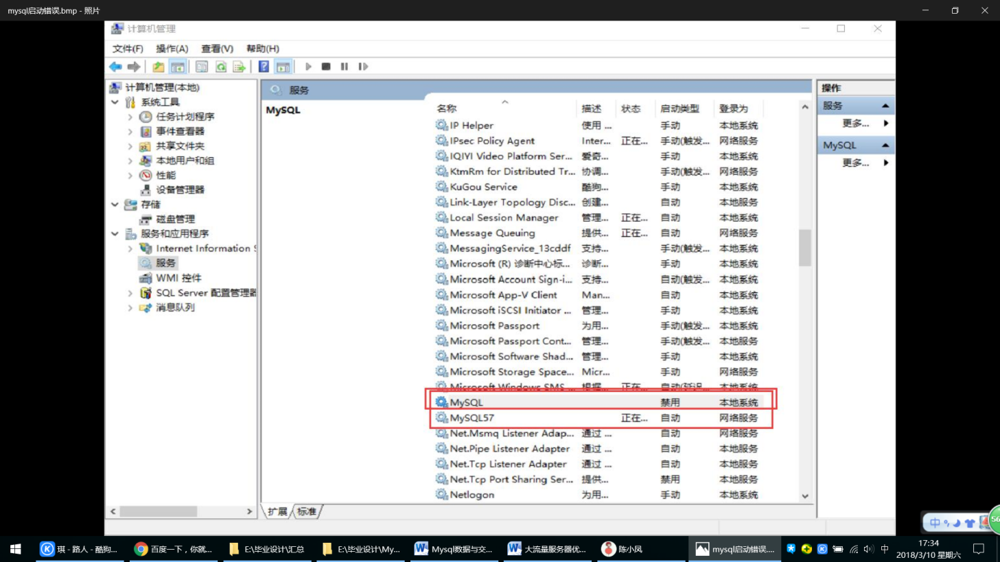 mysql启动错误.bmp - 照片
计算机管理
文件(F) 操作(A) 查看(V) 帮助(H)
计算机管理(本地)
系统工具
任务计划程序
事件查看器
共享文件夹
本地用户和组
性能
设备管理器
存储
磁盘管理
服务和应用程序
Internet Information S
服务
WMI 控件
SQL Server 配置管理器
消息队列
服务
MySQL
名称 描述 状态 启动类型 登录为
IP Helper 使用 ... 手动 本地系统
IPsec Policy Agent Inter... 正在... 手动(触发... 网络服务
IQIYI Video Platform Ser... 爱奇... 手动 本地系统
KtmRm for Distributed Tr... 协调... 手动(触发... 网络服务
KuGou Service 酷狗... 手动 本地系统
Link-Layer Topology Disc... 创建... 自动 本地服务
Local Session Manager 管理... 正在... 自动 本地系统
Message Queuing 提供... 正在... 自动 网络服务
MessagingService_13cddf 支持... 手动(触发... 本地系统
Microsoft (R) 诊断中心标... 诊断... 手动 本地系统
Microsoft Account Sign-i... 支持... 自动(触发... 本地系统
Microsoft App-V Client Man... 自动 本地系统
Microsoft iSCSI Initiator ... 管理... 手动 本地系统
Microsoft Passport 为用... 手动(触发... 本地系统
Microsoft Passport Cont... 管理... 手动(触发... 本地服务
Microsoft Software Shad... 管理... 手动 本地系统
Microsoft Storage Space... Micr... 手动 网络服务
Microsoft Windows SMS ... 根据... 正在... 自动(延迟... 本地系统
MySQL 禁用 本地系统
MySQL57 正在... 自动 网络服务
Net.Msmq Listener Adap... 通过 ... 自动 网络服务
Net.Pipe Listener Adapter 通过 ... 自动 本地服务
Net.Tcp Listener Adapter 通过 ... 自动 本地服务
Net.Tcp Port Sharing Ser... 提供... 禁用 本地服务
Netlogon 为用... 手动 本地系统
扩展 标准
操作
服务
更多...
MySQL
更多...
中
56
琪 - 路人 - 酷狗... 百度一下，你就... E:\毕业设计\汇总 E:\毕业设计\My... Mysql数据与交... 大流量服务器优... 陈小凤 mysql启动错误.... 中
17:34
2018/3/10 星期六